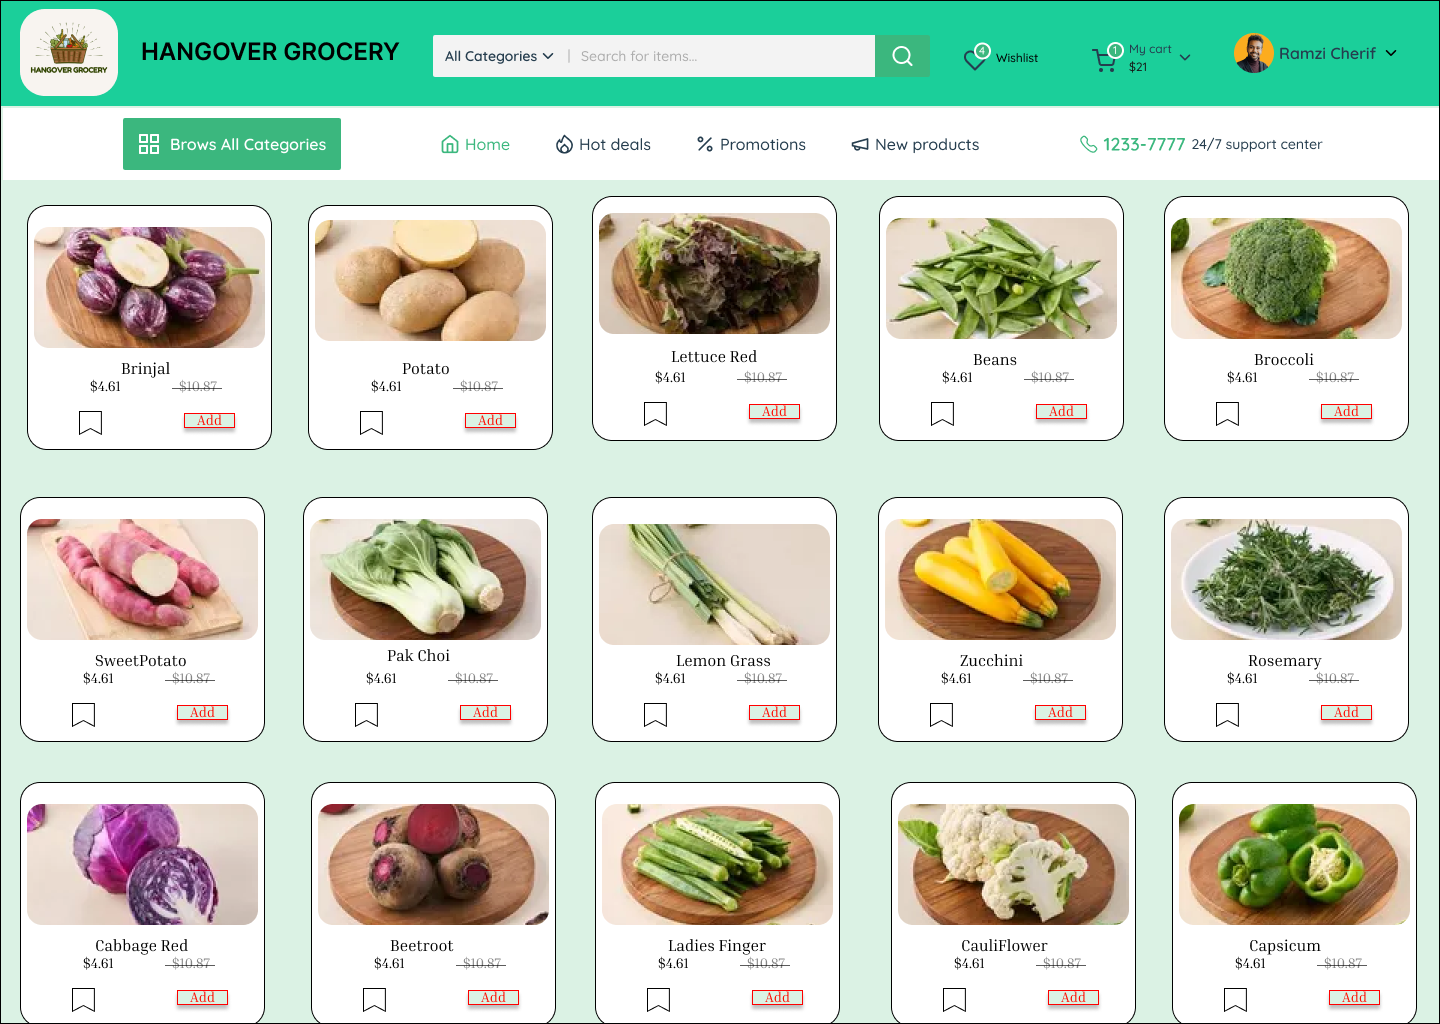 HANGOVER GROCERY
HANGOVER GROCERY
All Categories
Search for items...
4
Wishlist
1
My cart
$21
Ramzi Cherif
Brows All Categories
Home
Hot deals
Promotions
New products
1233-7777 24/7 support center
Brinjal
$4.61 $10.87
Add
Potato
$4.61 $10.87
Add
Lettuce Red
$4.61 $10.87
Add
Beans
$4.61 $10.87
Add
Broccoli
$4.61 $10.87
Add
SweetPotato
$4.61 $10.87
Add
Pak Choi
$4.61 $10.87
Add
Lemon Grass
$4.61 $10.87
Add
Zucchini
$4.61 $10.87
Add
Rosemary
$4.61 $10.87
Add
Cabbage Red
$4.61 $10.87
Add
Beetroot
$4.61 $10.87
Add
Ladies Finger
$4.61 $10.87
Add
CauliFlower
$4.61 $10.87
Add
Capsicum
$4.61 $10.87
Add